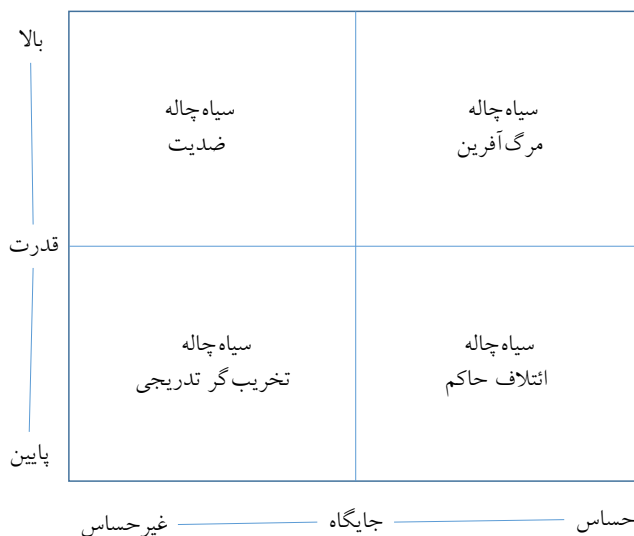 بالا
سیاه‌چاله
مرگ‌آفرین
سیاه‌چاله
ضدیت
قدرت
سیاه‌چاله
ائتلاف حاکم
سیاه‌چاله
تخریب‌گر تدریجی
پایین
حساس
جایگاه
غیرحساس